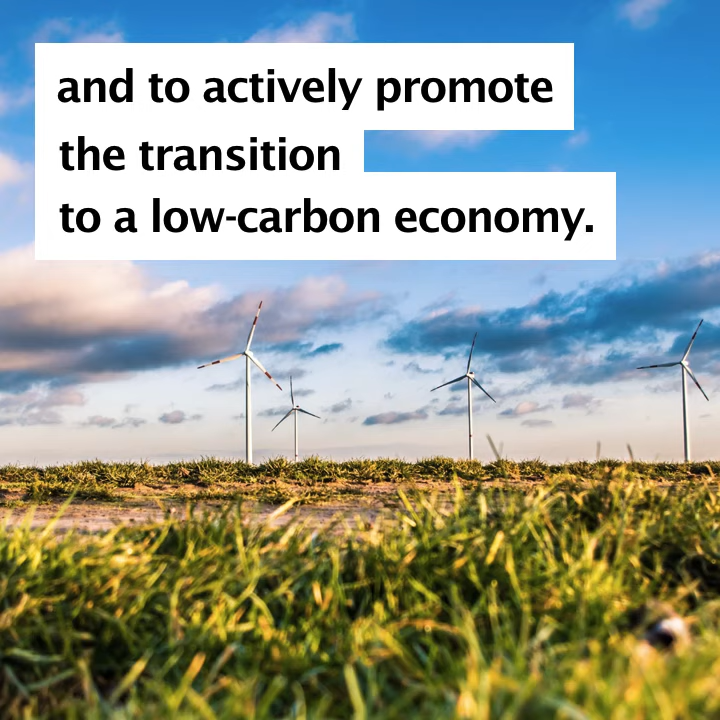 and to actively promote
the transition
to a low-carbon economy.